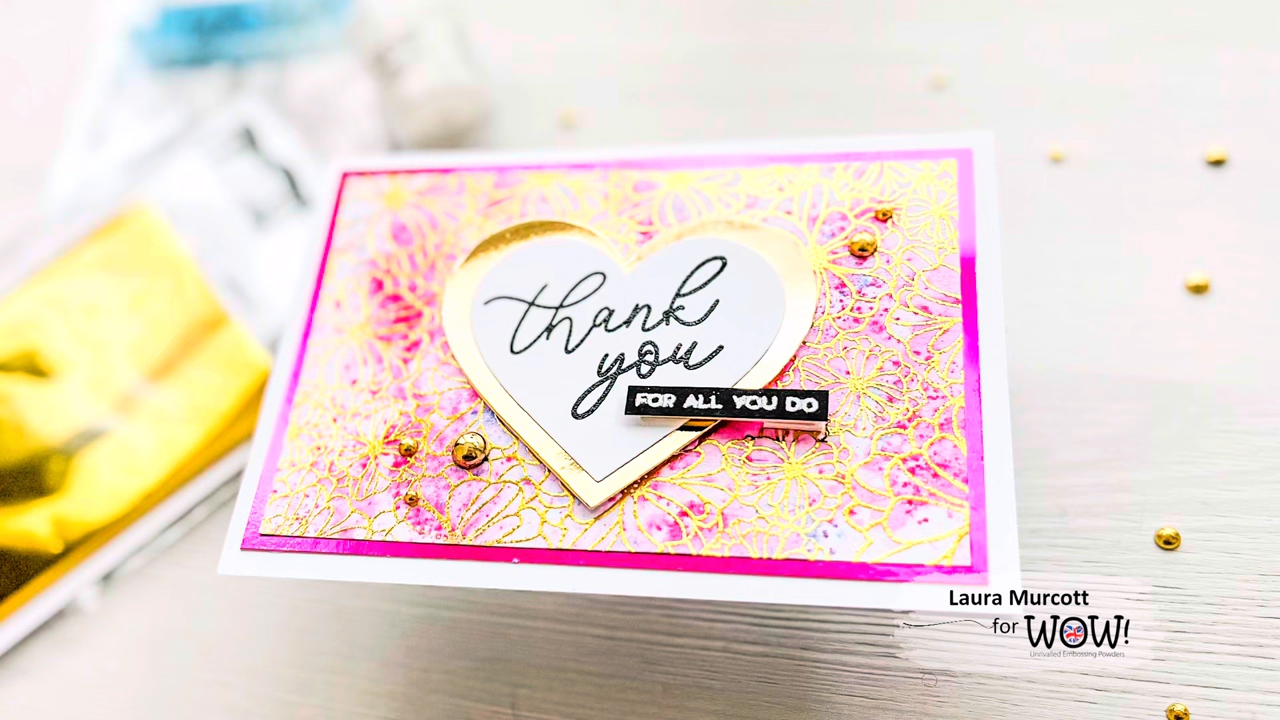 thank
you
FOR ALL YOU DO
Laura Murcott
for WOW!
Unrivalled Embossing Powders